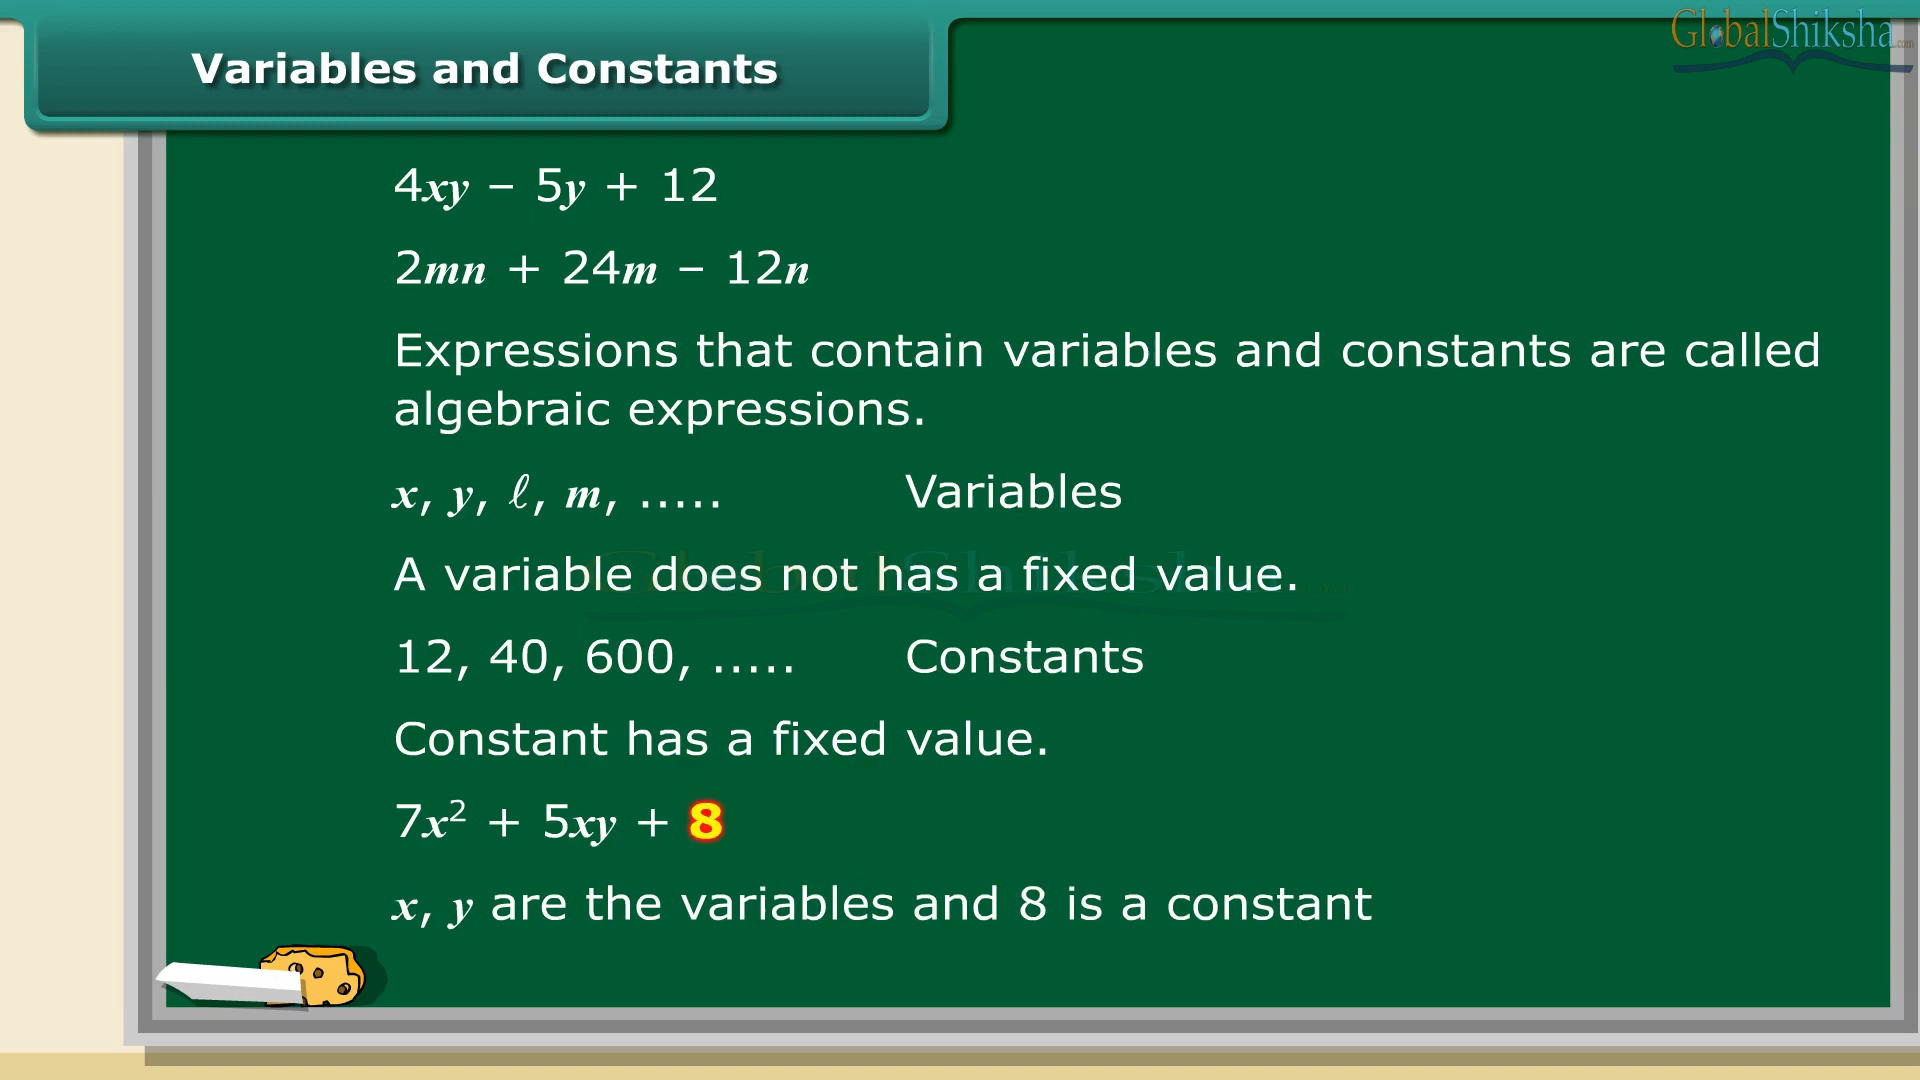 Variables and Constants
GlobalShiksha.com
4xy – 5y + 12
2mn + 24m – 12n
Expressions that contain variables and constants are called
algebraic expressions.
x, y, ℓ, m, ..... Variables
A variable does not has a fixed value.
12, 40, 600, ..... Constants
Constant has a fixed value.
7x² + 5xy + 8
x, y are the variables and 8 is a constant